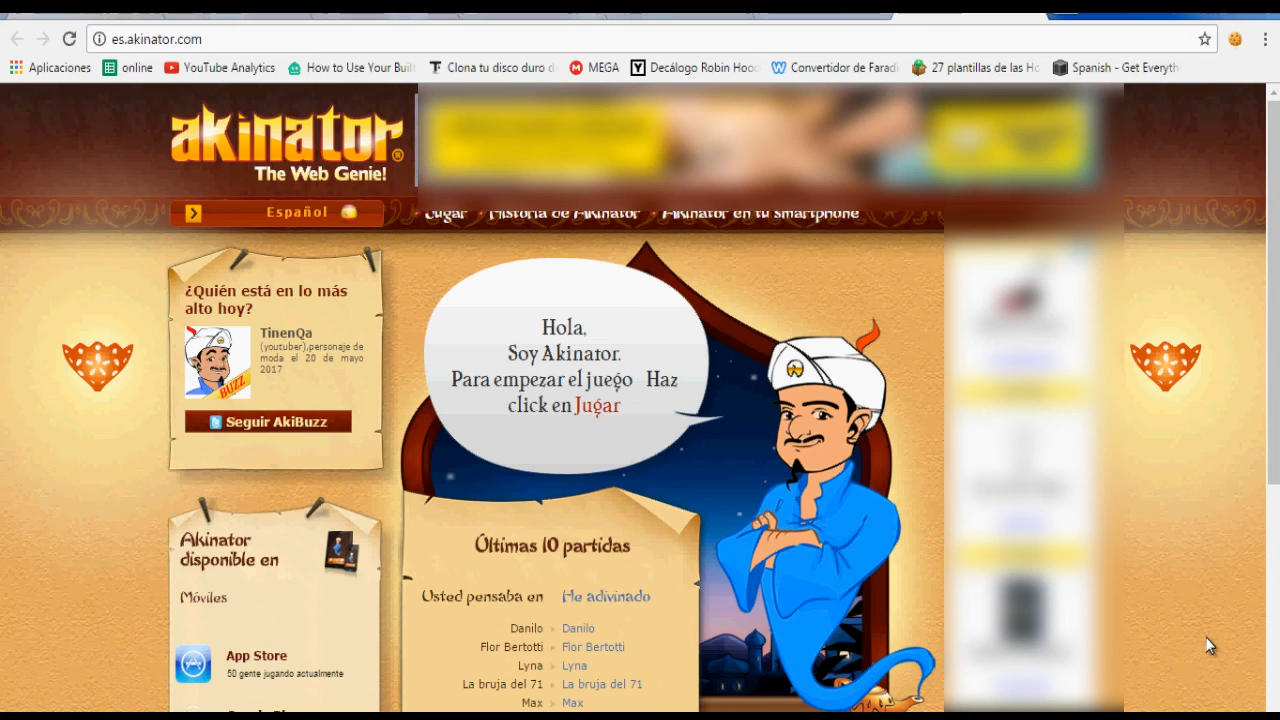 es.akinator.com
Aplicaciones online YouTube Analytics How to Use Your Buil Clona tu disco duro d MEGA Decálogo Robin Hoo Convertidor de Farad 27 plantillas de las Ho Spanish - Get Everyth
akinator®
The Web Genie!
Español
Jugar Historia de Akinator Akinator en tu smartphone
¿Quién está en lo más
alto hoy?
TinenQa
(youtuber),personaje de
moda el 20 de mayo
2017
BUZZ
Seguir AkiBuzz
Hola,
Soy Akinator.
Para empezar el juego Haz
click en Jugar
Akinator
disponible en
Móviles
App Store
50 gente jugando actualmente
Últimas 10 partidas
Usted pensaba en He adivinado
Danilo Danilo
Flor Bertotti Flor Bertotti
Lyna Lyna
La bruja del 71 La bruja del 71
Max Max